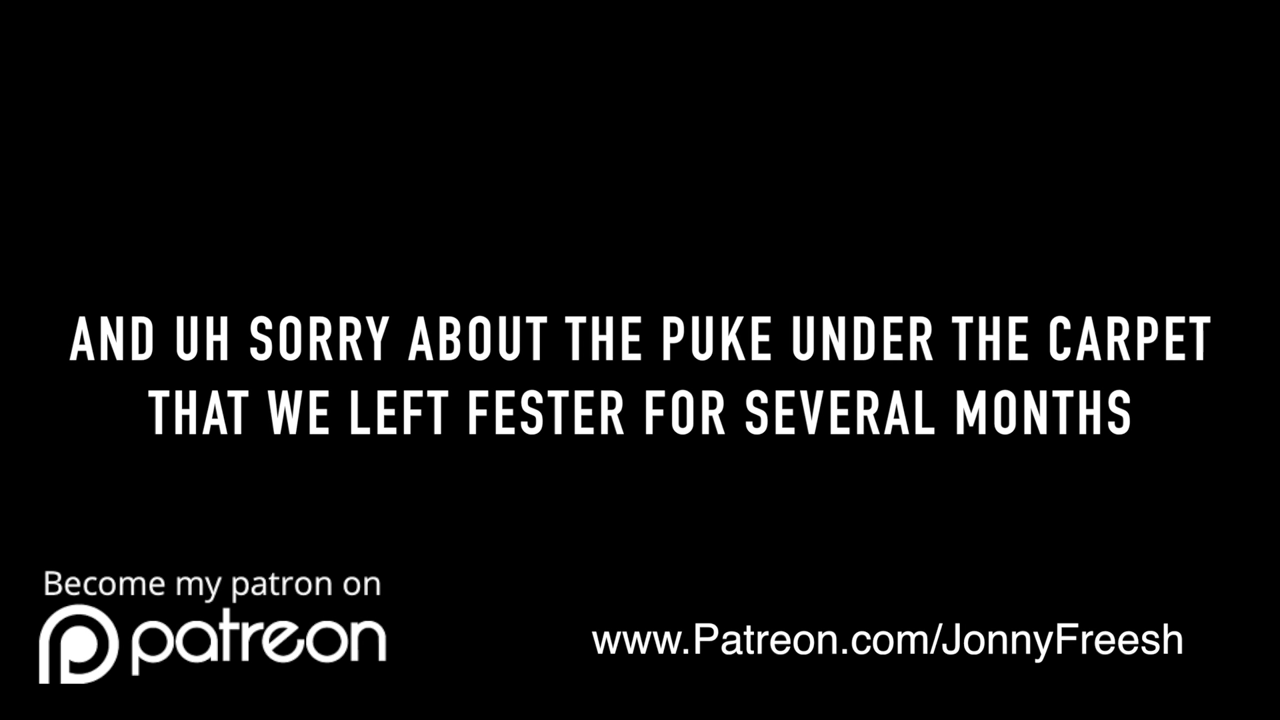 AND UH SORRY ABOUT THE PUKE UNDER THE CARPET
THAT WE LEFT FESTER FOR SEVERAL MONTHS
Become my patron on
patreon
www.Patreon.com/JonnyFreesh